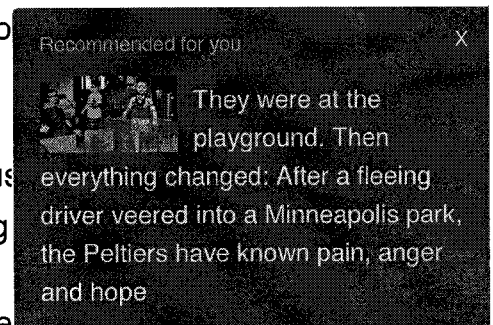 Recommended for you
X
They were at the
playground. Then
everything changed: After a fleeing
driver veered into a Minneapolis park,
the Peltiers have known pain, anger
and hope